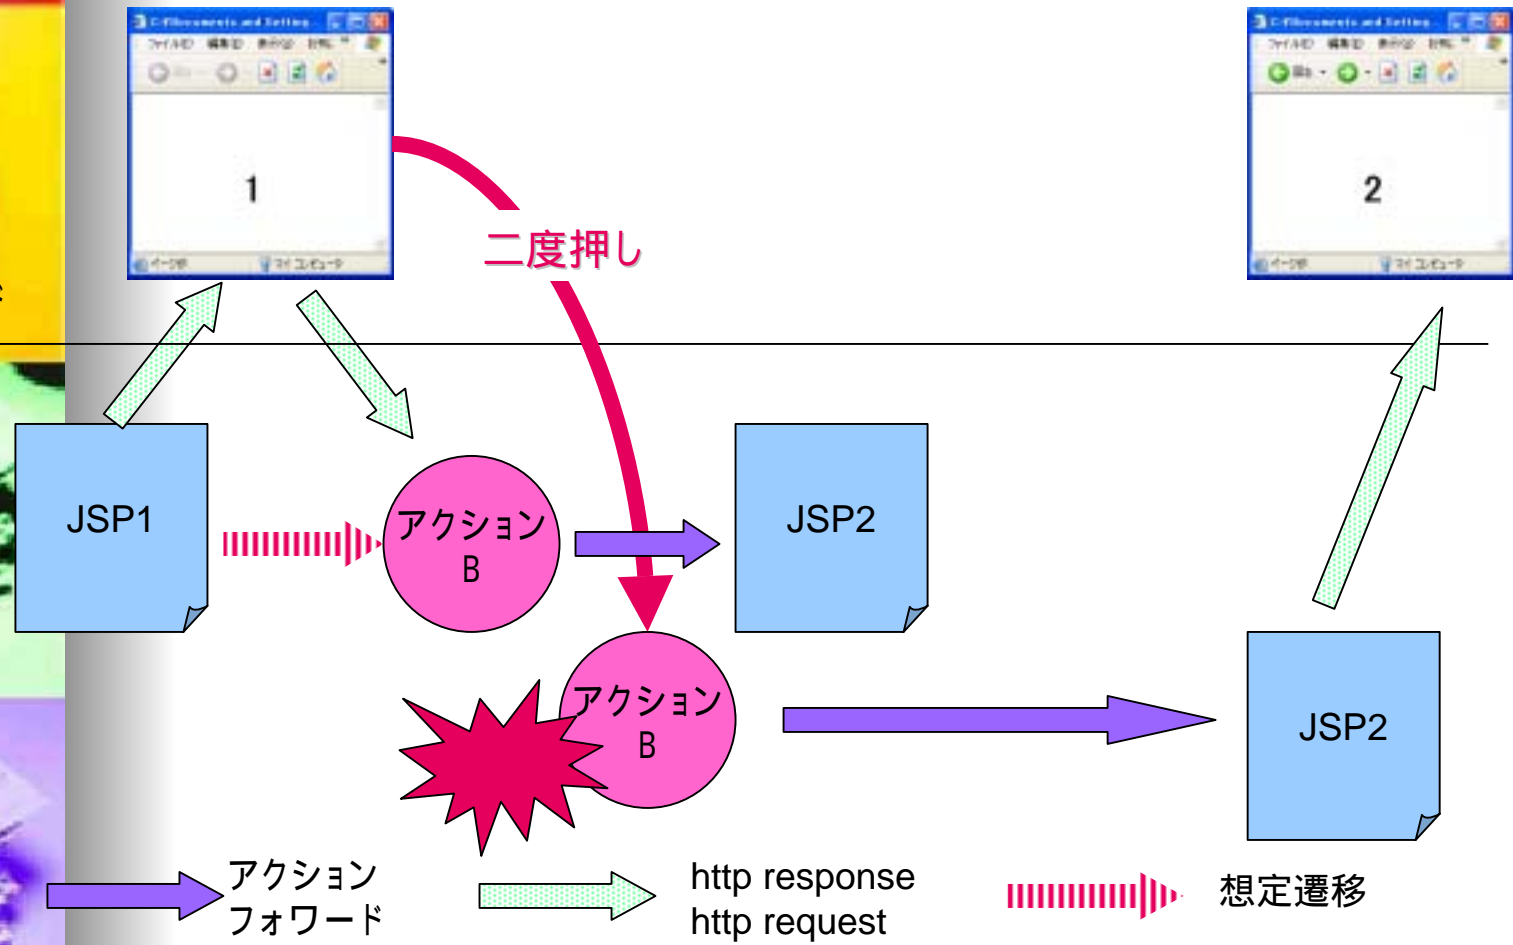 1
2
二度押し
JSP1
アクション
B
JSP2
アクション
B
JSP2
アクション
フォワード
http response
http request
想定遷移